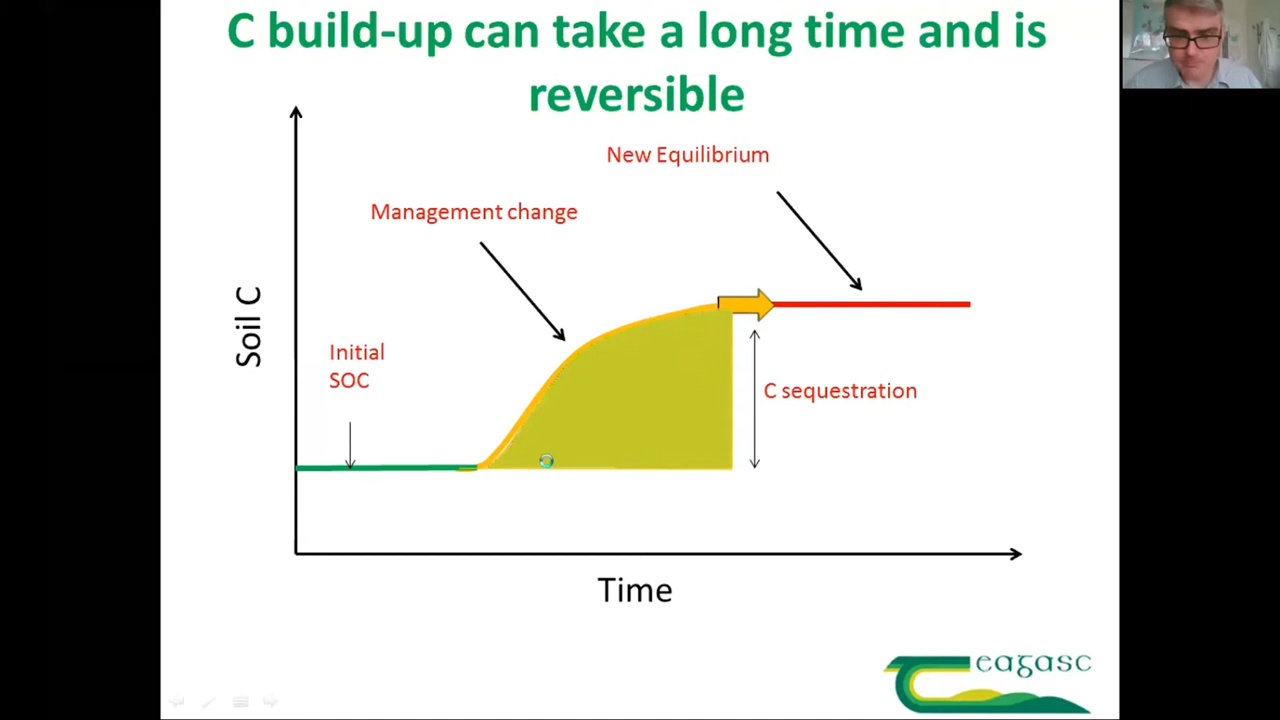 C build-up can take a long time and is
reversible
New Equilibrium
Management change
Soil C
Initial
SOC
C sequestration
Time
eagasc